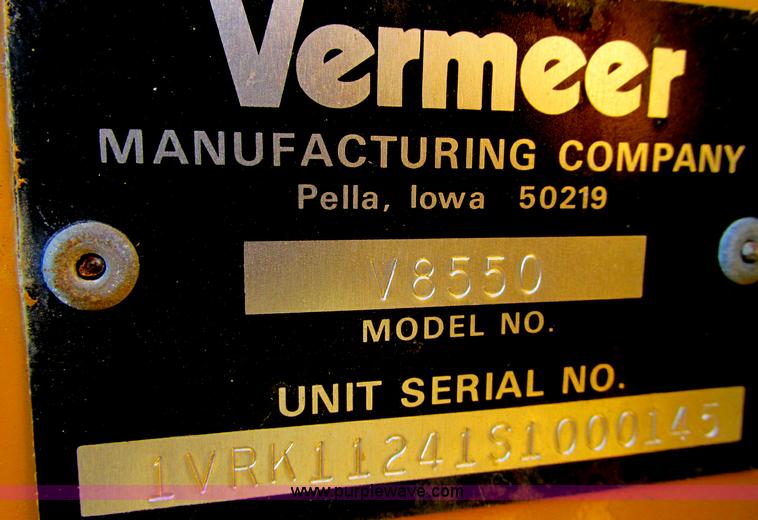 Vermeer
MANUFACTURING COMPANY
Pella, Iowa 50219
V8550
MODEL NO.
UNIT SERIAL NO.
1VRK11241S1000145
www.purplewave.com